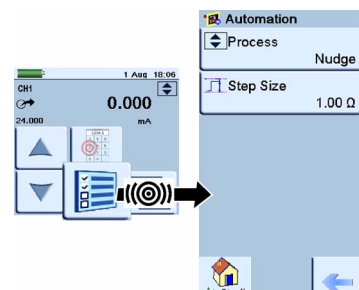 1 Aug 18:06
CH1
0.000
24.000 mA
Automation
Process
Nudge
Step Size
1.00 Ω